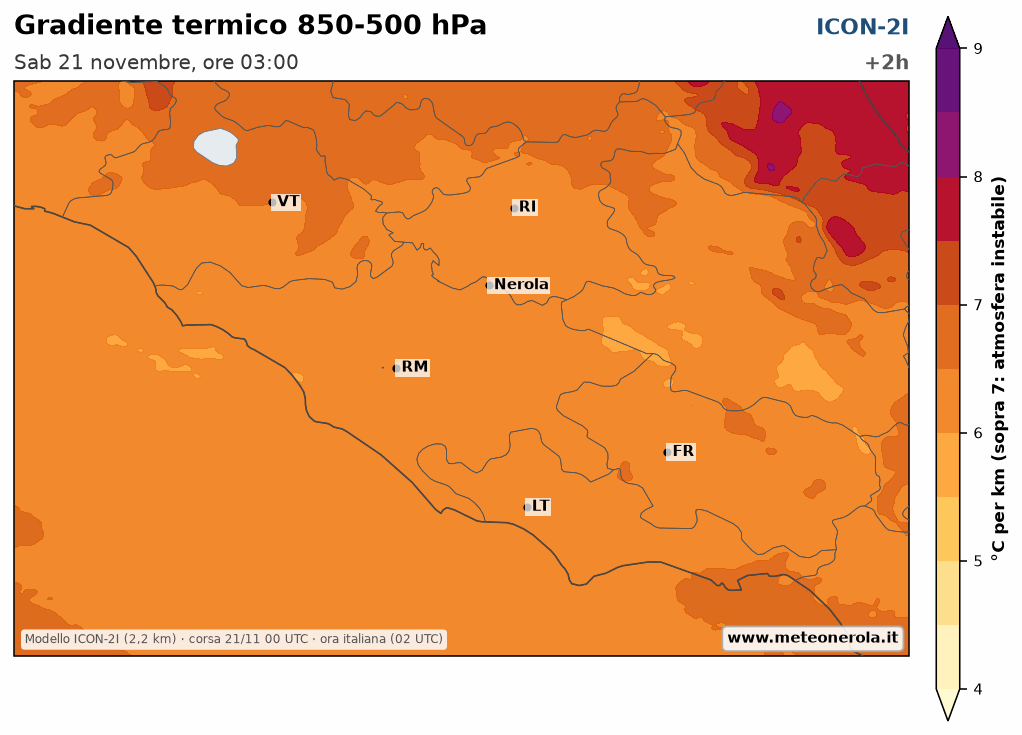 Gradiente termico 850-500 hPa
ICON-2I
Sab 21 novembre, ore 03:00
+2h
VT
RI
Nerola
RM
FR
LT
Modello ICON-2I (2,2 km) · corsa 21/11 00 UTC · ora italiana (02 UTC)
www.meteonerola.it
9
8
7
6
5
4
°C per km (sopra 7: atmosfera instabile)